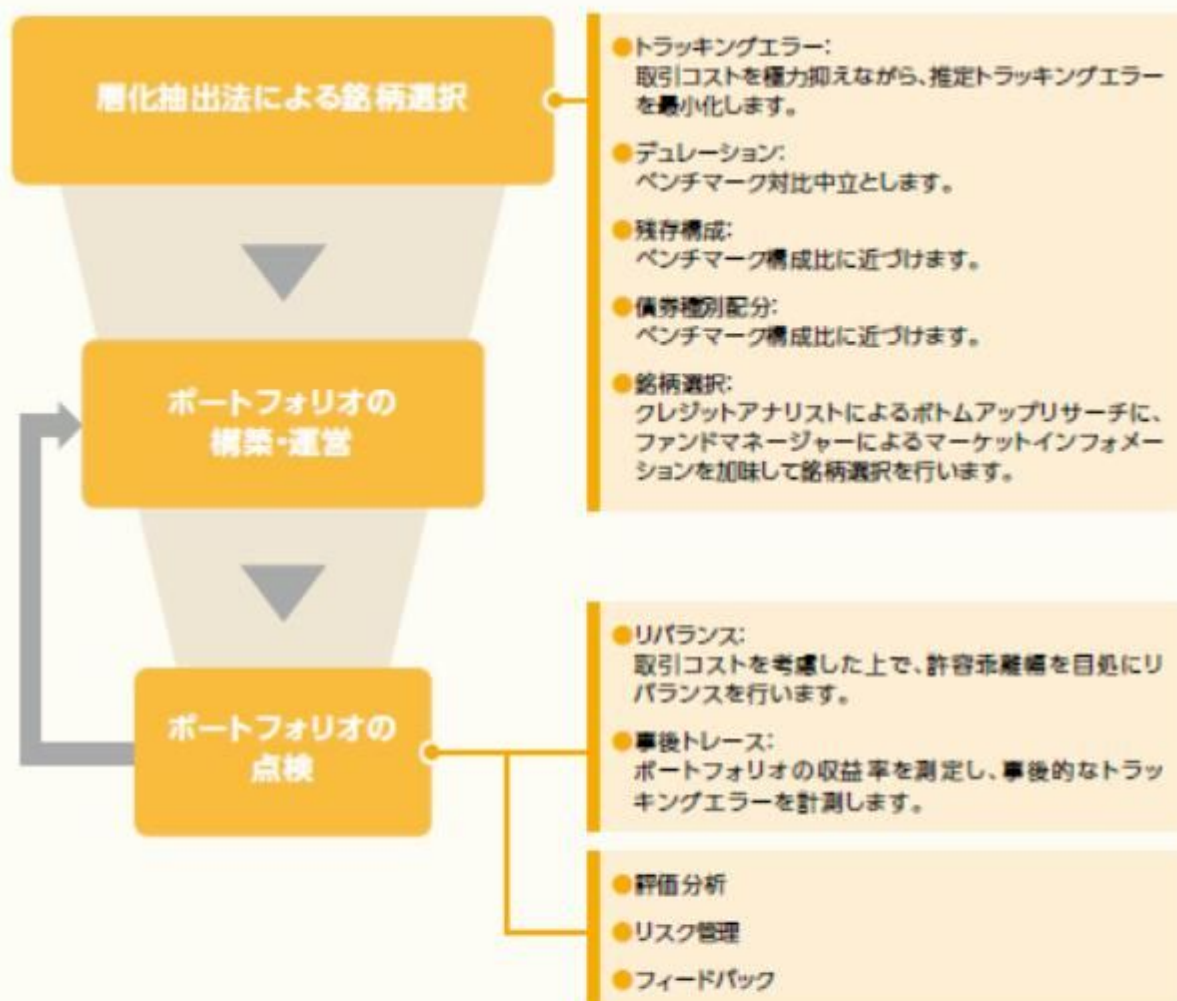 層化抽出法による銘柄選択
●トラッキングエラー:
取引コストを極力抑えながら、推定トラッキングエラー
を最小化します。
●デュレーション:
ベンチマーク対比中立とします。
●残存構成:
ベンチマーク構成比に近づけます。
●債券種別配分:
ベンチマーク構成比に近づけます。
●銘柄選択:
クレジットアナリストによるボトムアップリサーチに、
ファンドマネージャーによるマーケットインフォメー
ションを加味して銘柄選択を行います。
ポートフォリオの
構築・運営
ポートフォリオの
点検
●リバランス:
取引コストを考慮した上で、許容乖離幅を目処にリ
バランスを行います。
●事後トレース:
ポートフォリオの収益率を測定し、事後的なトラッ
キングエラーを計測します。
●評価分析
●リスク管理
●フィードバック